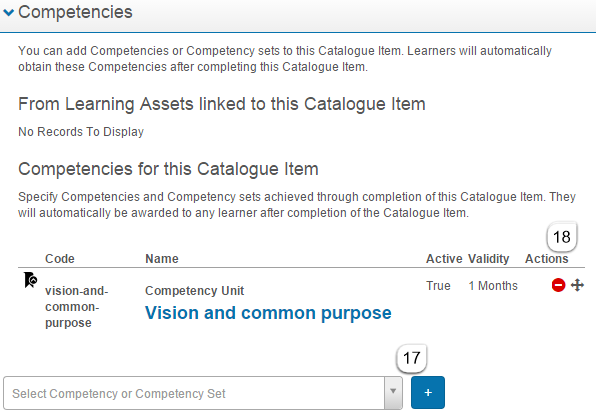 Competencies
You can add Competencies or Competency sets to this Catalogue Item. Learners will automatically
obtain these Competencies after completing this Catalogue Item.
From Learning Assets linked to this Catalogue Item
No Records To Display
Competencies for this Catalogue Item
Specify Competencies and Competency sets achieved through completion of this Catalogue Item. They
will automatically be awarded to any learner after completion of the Catalogue Item.
18
Code Name Active Validity Actions
vision-and-
common-
purpose
Competency Unit
Vision and common purpose
True 1 Months
17
Select Competency or Competency Set
+